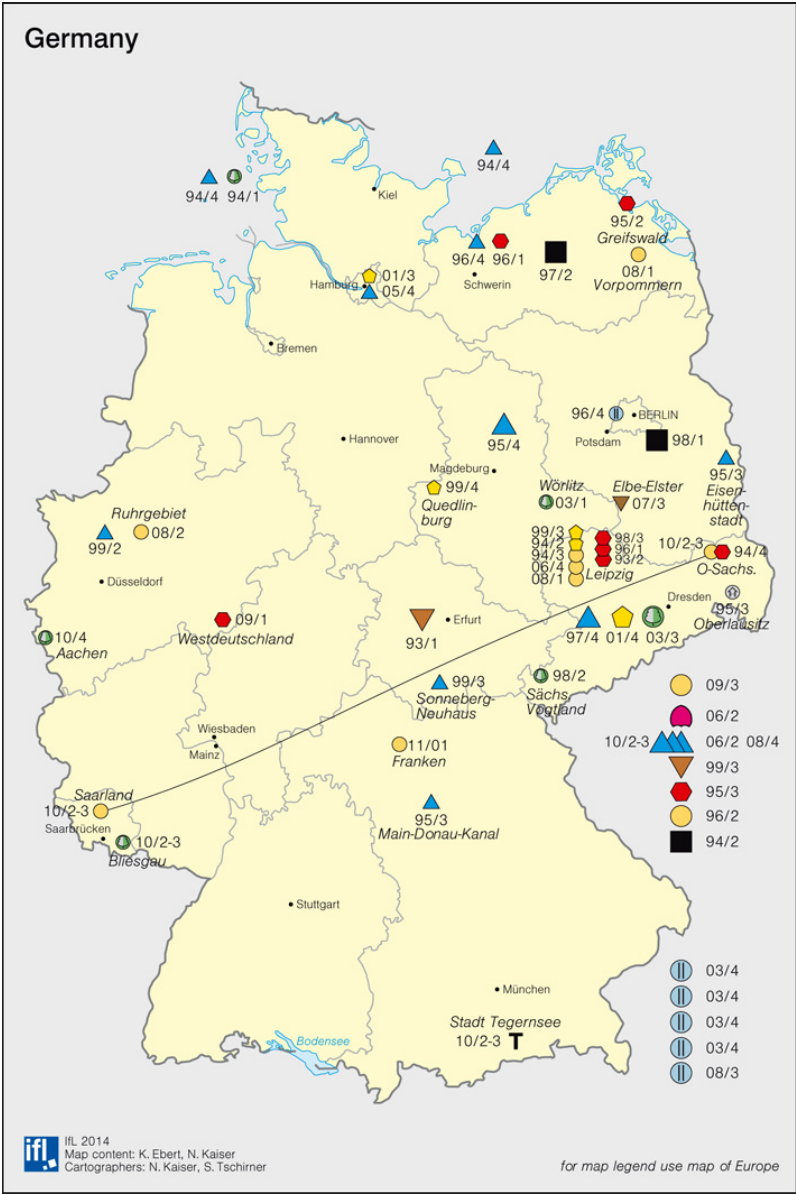 Germany
94/4
94/4 94/1
Kiel
95/2
Greifswald
96/4 96/1
97/2
08/1
Vorpommern
Schwerin
01/3
Hamburg
05/4
Bremen
96/4
BERLIN
Potsdam
98/1
95/4
Hannover
Magdeburg
95/3
Eisen-
hütten-
stadt
99/4
Quedlin-
burg
Wörlitz
03/1
Elbe-Elster
07/3
Ruhrgebiet
08/2
99/2
99/3
94/2
94/3
06/4
08/1
98/3
96/1
93/2
Leipzig
10/2-3
94/4
O-Sachs.
Düsseldorf
Dresden
95/3
Oberlausitz
09/1
Westdeutschland
93/1
Erfurt
97/4 01/4 03/3
10/4
Aachen
99/3
Sonneberg-
Neuhaus
98/2
Sächs.
Vogtland
09/3
06/2
10/2-3
06/2 08/4
99/3
95/3
96/2
94/2
Wiesbaden
Mainz
11/01
Franken
Saarland
10/2-3
Saarbrücken
10/2-3
Bliesgau
95/3
Main-Donau-Kanal
Stuttgart
03/4
03/4
03/4
03/4
08/3
München
Stadt Tegernsee
10/2-3 T
Bodensee
ifl.
IfL 2014
Map content: K. Ebert, N. Kaiser
Cartographers: N. Kaiser, S. Tschirner
for map legend use map of Europe